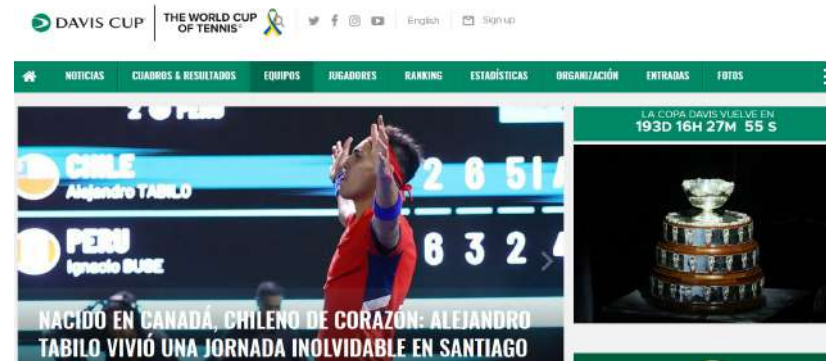 DAVIS CUP
THE WORLD CUP
OF TENNIS®
English
Sign up
NOTICIAS CUADROS & RESULTADOS EQUIPOS JUGADORES RANKING ESTADÍSTICAS ORGANIZACIÓN ENTRADAS FOTOS
CHILE
Alejandro TABILO
2 6 5
PERU
Ignacio BUSE
6 3 2
NACIDO EN CANADÁ, CHILENO DE CORAZÓN: ALEJANDRO
TABILO VIVIÓ UNA JORNADA INOLVIDABLE EN SANTIAGO
LA COPA DAVIS VUELVE EN
193D 16H 27M 55 S